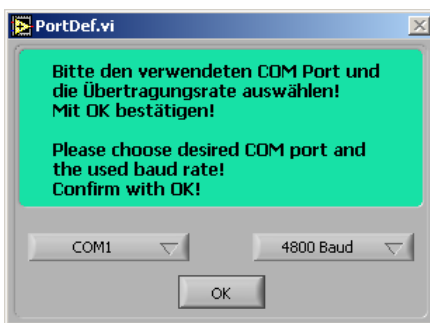 PortDef.vi
Bitte den verwendeten COM Port und
die Übertragungsrate auswählen!
Mit OK bestätigen!
Please choose desired COM port and
the used baud rate!
Confirm with OK!
COM1 4800 Baud
OK